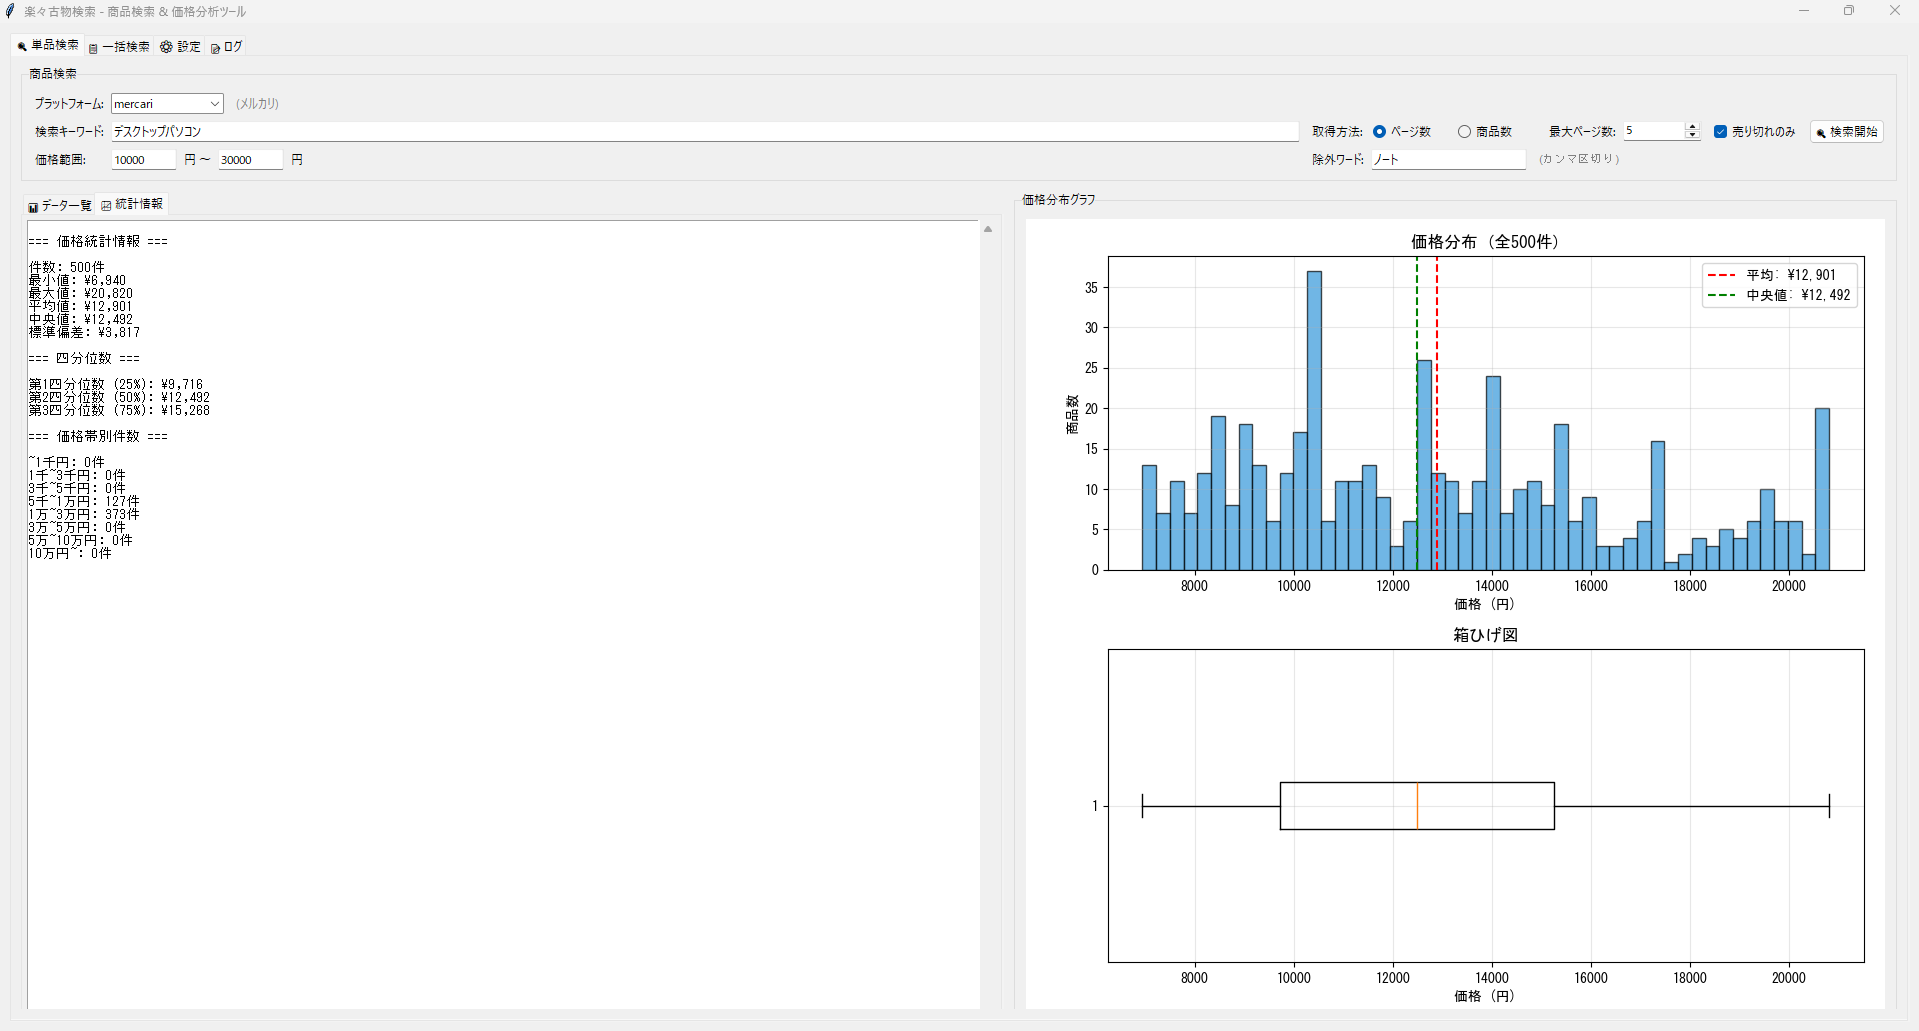 楽々古物検索 - 商品検索 & 価格分析ツール
単品検索 一括検索 設定 ログ
商品検索
プラットフォーム: mercari (メルカリ)
検索キーワード: デスクトップパソコン 取得方法: ページ数 商品数 最大ページ数: 5 売り切れのみ 検索開始
価格範囲: 10000 円 ～ 30000 円 除外ワード: ノート (カンマ区切り)
データ一覧 統計情報
=== 価格統計情報 ===
件数: 500件
最小値: ¥6,940
最大値: ¥20,820
平均値: ¥12,901
中央値: ¥12,492
標準偏差: ¥3,817
=== 四分位数 ===
第1四分位数 (25%): ¥9,716
第2四分位数 (50%): ¥12,492
第3四分位数 (75%): ¥15,268
=== 価格帯別件数 ===
~1千円: 0件
1千~3千円: 0件
3千~5千円: 0件
5千~1万円: 127件
1万~3万円: 373件
3万~5万円: 0件
5万~10万円: 0件
10万円~: 0件
価格分布グラフ
価格分布 (全500件)
平均: ¥12,901
中央値: ¥12,492
商品数
35
30
25
20
15
10
5
0
8000 10000 12000 14000 16000 18000 20000
価格 (円)
箱ひげ図
1
8000 10000 12000 14000 16000 18000 20000
価格 (円)